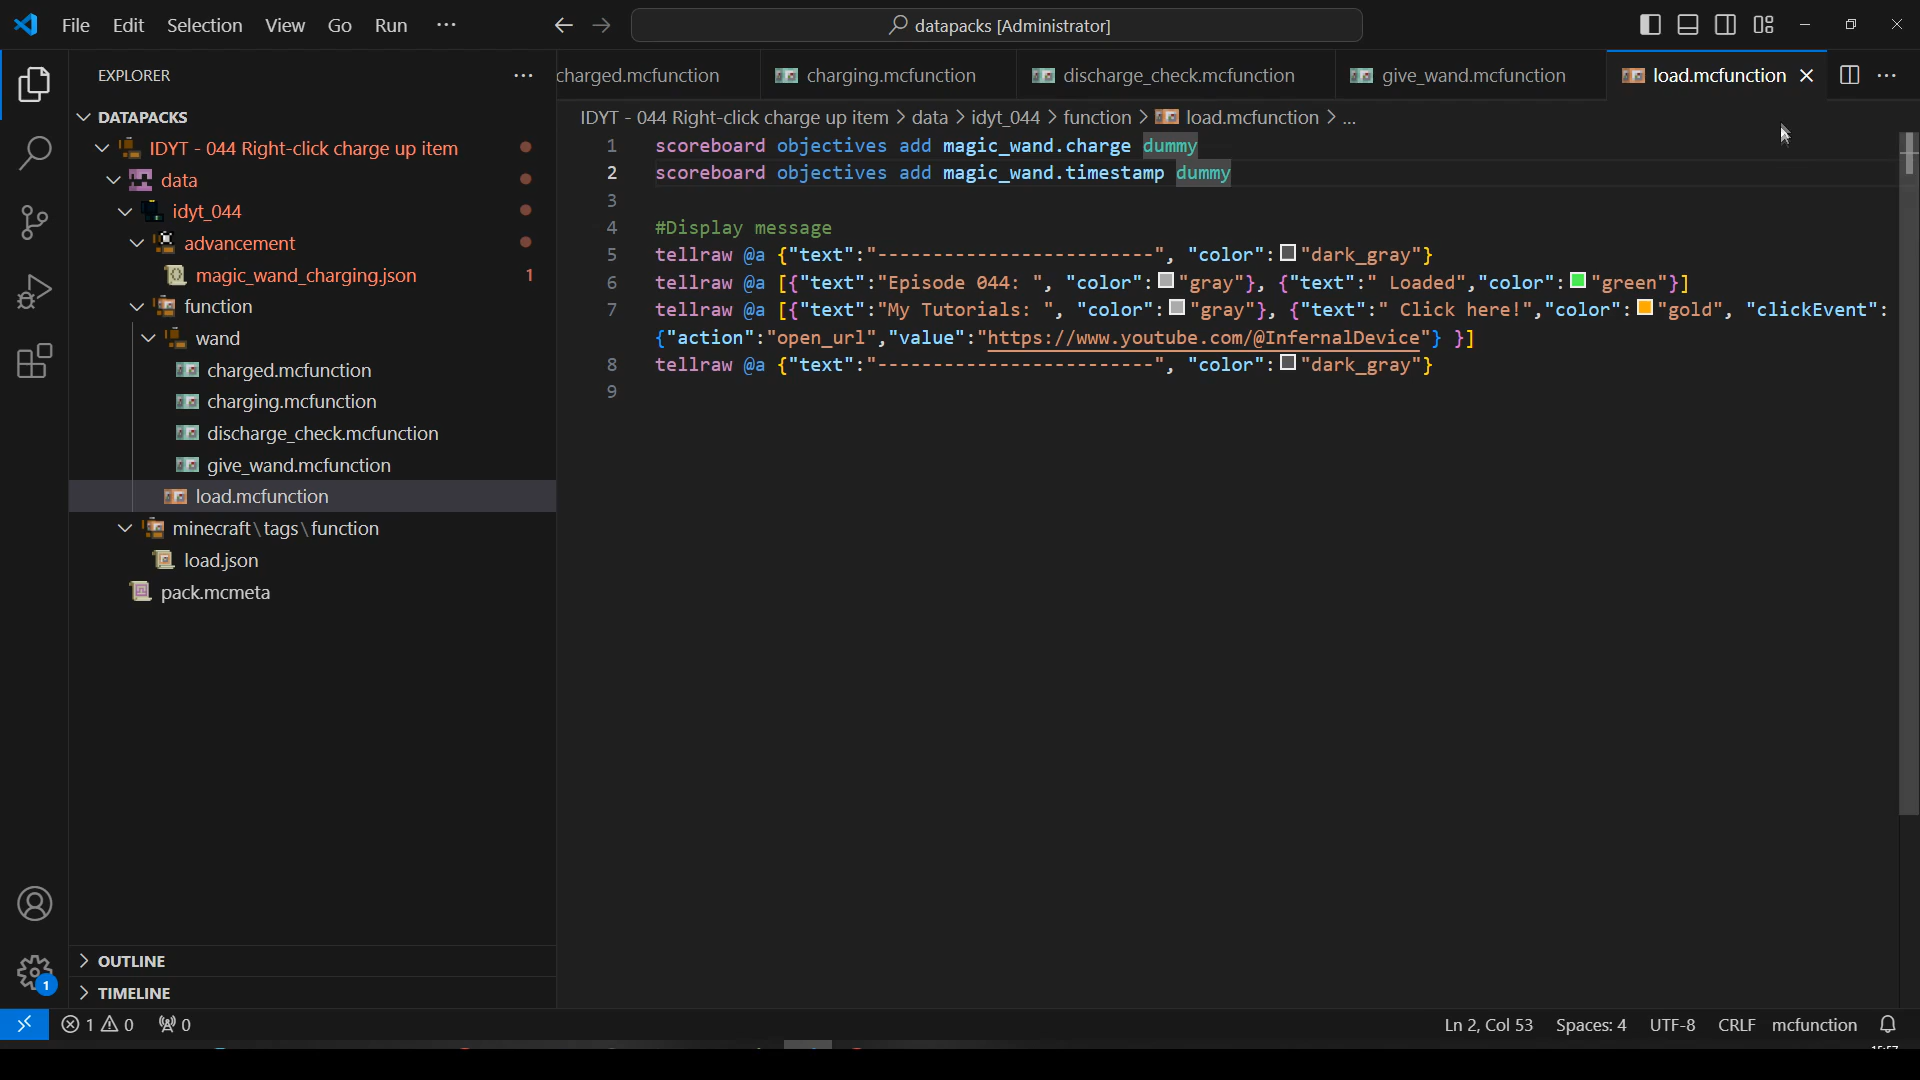 File Edit Selection View Go Run ··· datapacks [Administrator]
EXPLORER ···
charged.mcfunction charging.mcfunction discharge_check.mcfunction give_wand.mcfunction load.mcfunction ···
DATAPACKS
IDYT - 044 Right-click charge up item
data
idyt_044
advancement
magic_wand_charging.json 1
function
wand
charged.mcfunction
charging.mcfunction
discharge_check.mcfunction
give_wand.mcfunction
load.mcfunction
minecraft\tags\function
load.json
pack.mcmeta
OUTLINE
TIMELINE
IDYT - 044 Right-click charge up item > data > idyt_044 > function > load.mcfunction > ...
1 scoreboard objectives add magic_wand.charge dummy
2 scoreboard objectives add magic_wand.timestamp dummy
3
4 #Display message
5 tellraw @a {"text":"-------------------------", "color":"dark_gray"}
6 tellraw @a [{"text":"Episode 044: ", "color":"gray"}, {"text":" Loaded","color":"green"}]
7 tellraw @a [{"text":"My Tutorials: ", "color":"gray"}, {"text":" Click here!","color":"gold", "clickEvent":
{"action":"open_url","value":"https://www.youtube.com/@InfernalDevice"} }]
8 tellraw @a {"text":"-------------------------", "color":"dark_gray"}
9
1
1 0 0 Ln 2, Col 53 Spaces: 4 UTF-8 CRLF mcfunction